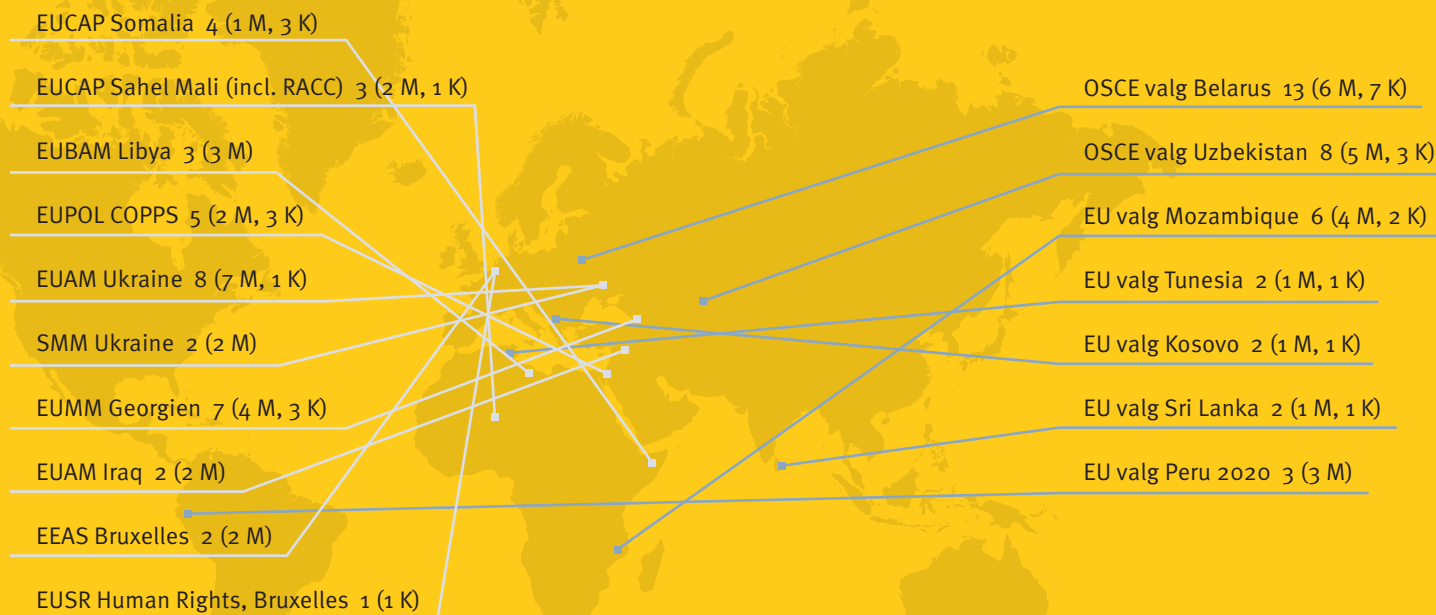 EUCAP Somalia 4 (1 M, 3 K)
EUCAP Sahel Mali (incl. RACC) 3 (2 M, 1 K)
EUBAM Libya 3 (3 M)
EUPOL COPPS 5 (2 M, 3 K)
EUAM Ukraine 8 (7 M, 1 K)
SMM Ukraine 2 (2 M)
EUMM Georgien 7 (4 M, 3 K)
EUAM Iraq 2 (2 M)
EEAS Bruxelles 2 (2 M)
EUSR Human Rights, Bruxelles 1 (1 K)
OSCE valg Belarus 13 (6 M, 7 K)
OSCE valg Uzbekistan 8 (5 M, 3 K)
EU valg Mozambique 6 (4 M, 2 K)
EU valg Tunesia 2 (1 M, 1 K)
EU valg Kosovo 2 (1 M, 1 K)
EU valg Sri Lanka 2 (1 M, 1 K)
EU valg Peru 2020 3 (3 M)